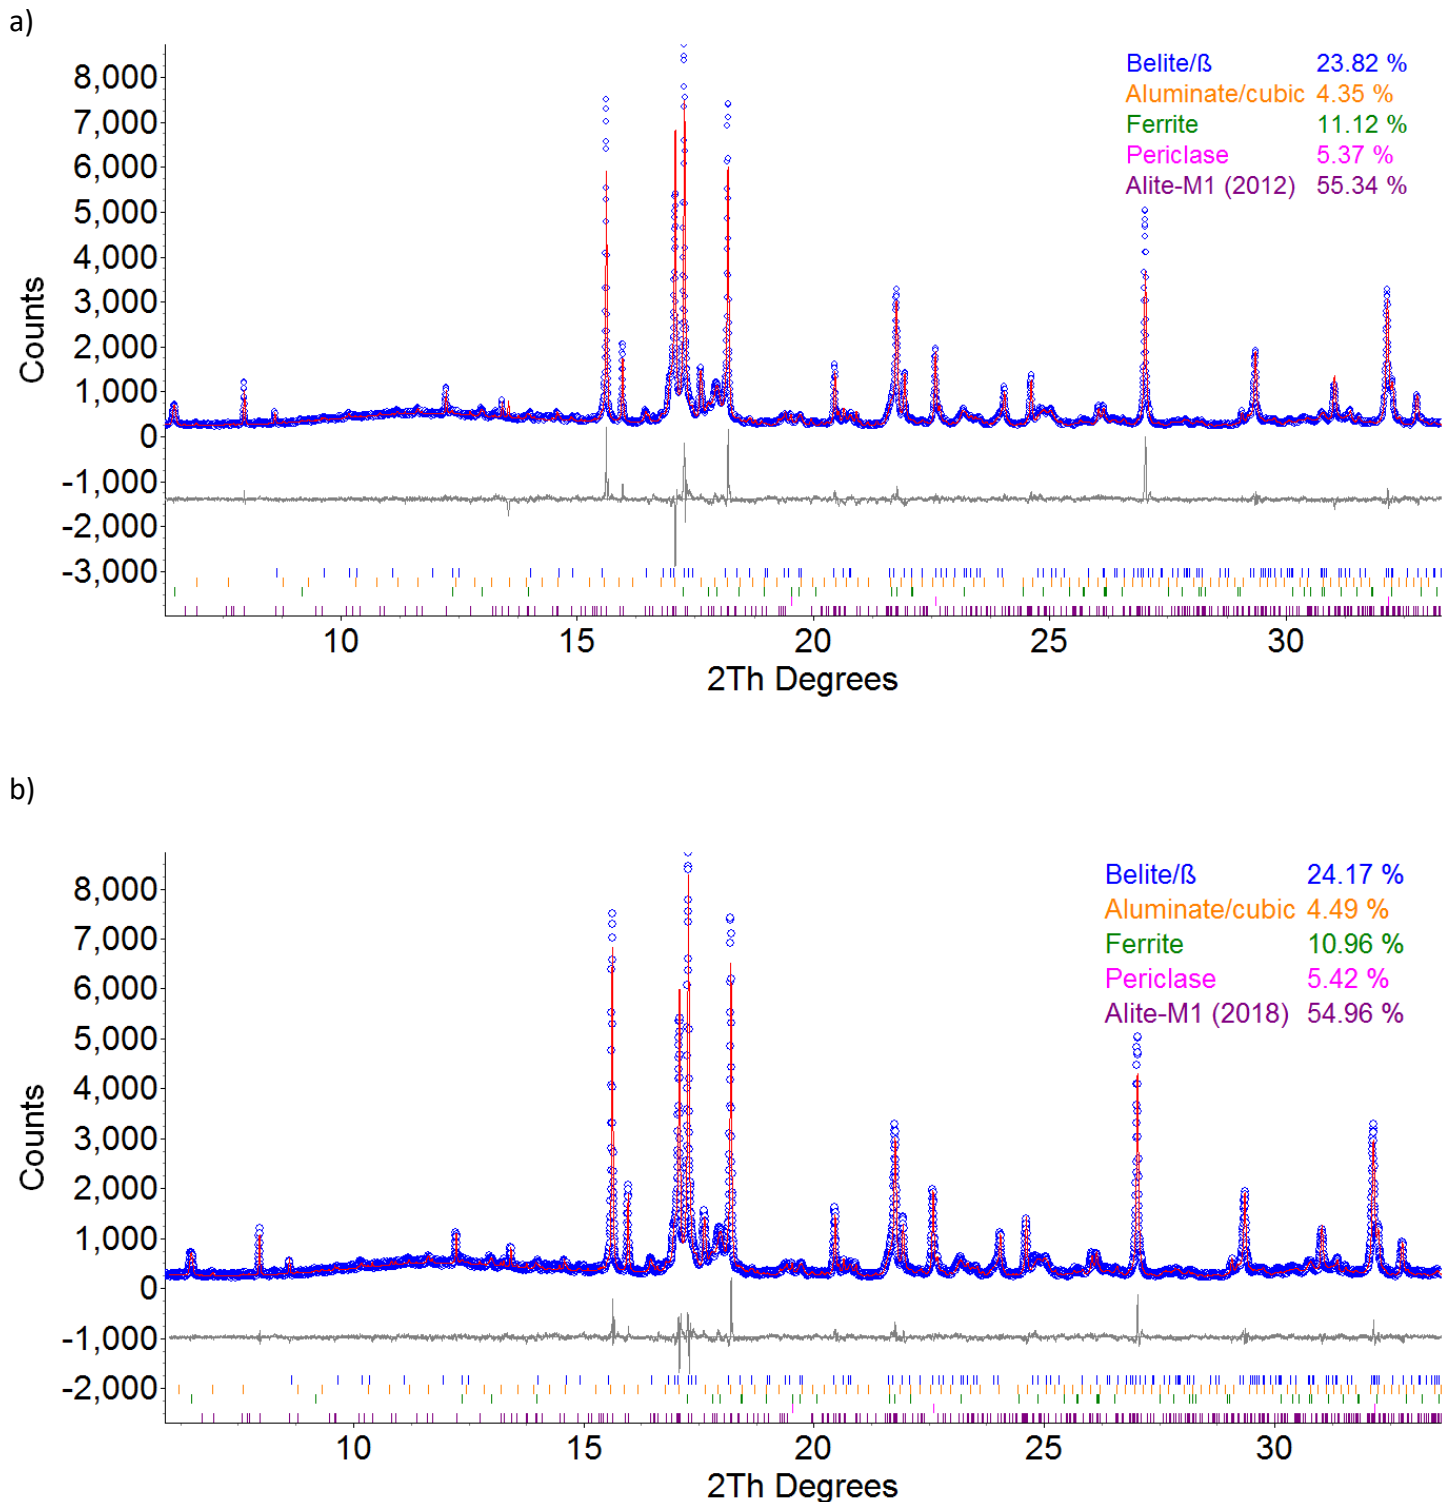 a)
Belite/ß 23.82 %
Aluminate/cubic 4.35 %
Ferrite 11.12 %
Periclase 5.37 %
Alite-M1 (2012) 55.34 %
8,000
7,000
6,000
5,000
4,000
3,000
2,000
1,000
0
-1,000
-2,000
-3,000
Counts
10 15 20 25 30
2Th Degrees
b)
Belite/ß 24.17 %
Aluminate/cubic 4.49 %
Ferrite 10.96 %
Periclase 5.42 %
Alite-M1 (2018) 54.96 %
8,000
7,000
6,000
5,000
4,000
3,000
2,000
1,000
0
-1,000
-2,000
Counts
10 15 20 25 30
2Th Degrees